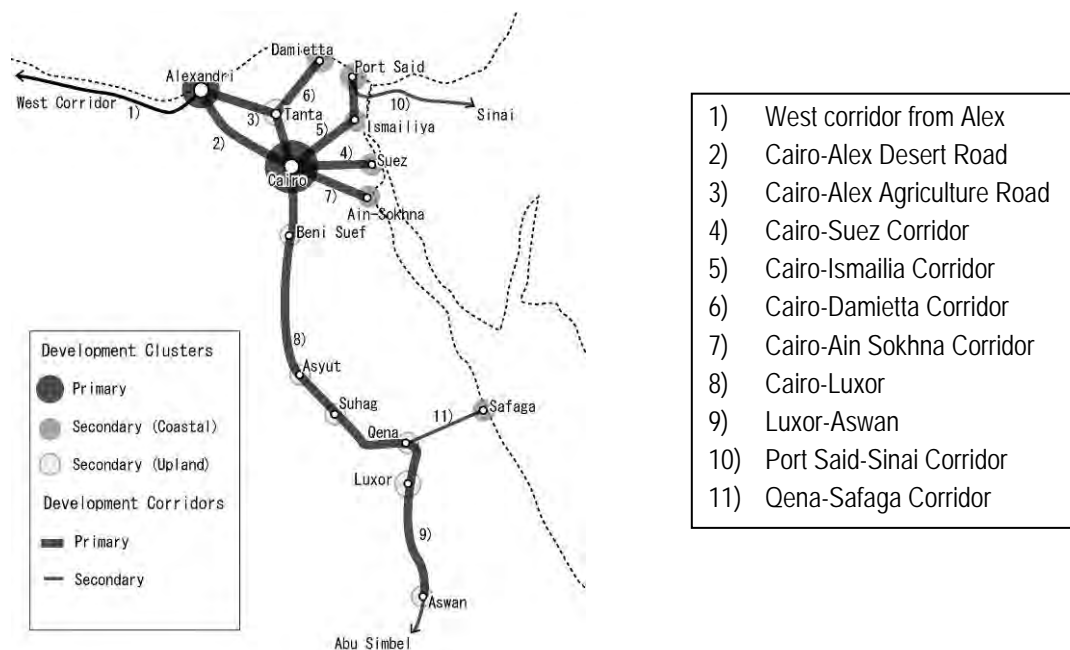 Damietta
Port Said
Alexandri
West Corridor
1)
6)
10)
Sinai
3)
Tanta
2)
5)
Ismailiya
4)
Suez
Cairo
7)
Ain-Sokhna
Beni Suef
8)
Asyut
Suhag
11)
Safaga
Qena
Luxor
9)
Aswan
Abu Simbel
Development Clusters
Primary
Secondary (Coastal)
Secondary (Upland)
Development Corridors
Primary
Secondary
1) West corridor from Alex
2) Cairo-Alex Desert Road
3) Cairo-Alex Agriculture Road
4) Cairo-Suez Corridor
5) Cairo-Ismailia Corridor
6) Cairo-Damietta Corridor
7) Cairo-Ain Sokhna Corridor
8) Cairo-Luxor
9) Luxor-Aswan
10) Port Said-Sinai Corridor
11) Qena-Safaga Corridor